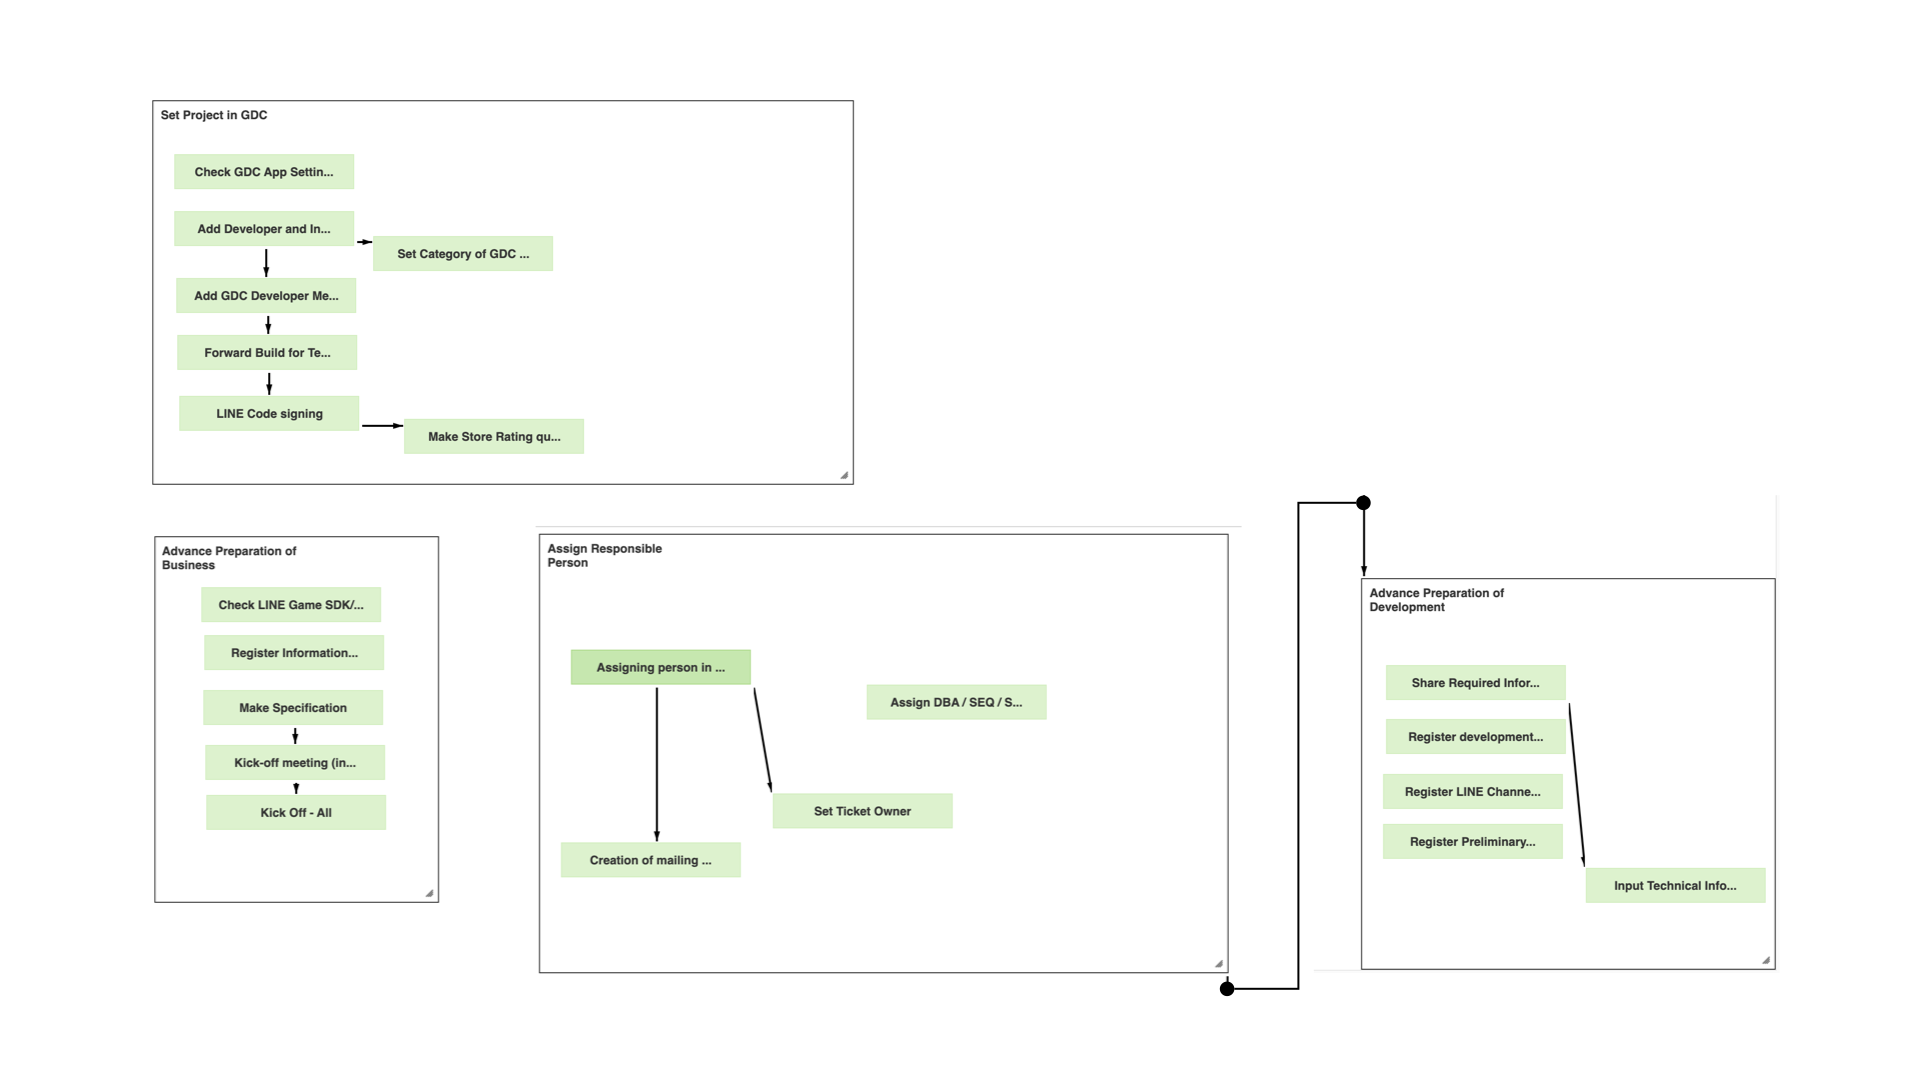 Set Project in GDC
Check GDC App Settin...
Add Developer and In...
Set Category of GDC ...
Add GDC Developer Me...
Forward Build for Te...
LINE Code signing
Make Store Rating qu...
Advance Preparation of
Business
Check LINE Game SDK/...
Register Information...
Make Specification
Kick-off meeting (in...
Kick Off - All
Assign Responsible
Person
Assigning person in ...
Assign DBA / SEQ / S...
Set Ticket Owner
Creation of mailing ...
Advance Preparation of
Development
Share Required Infor...
Register development...
Register LINE Channe...
Register Preliminary...
Input Technical Info...